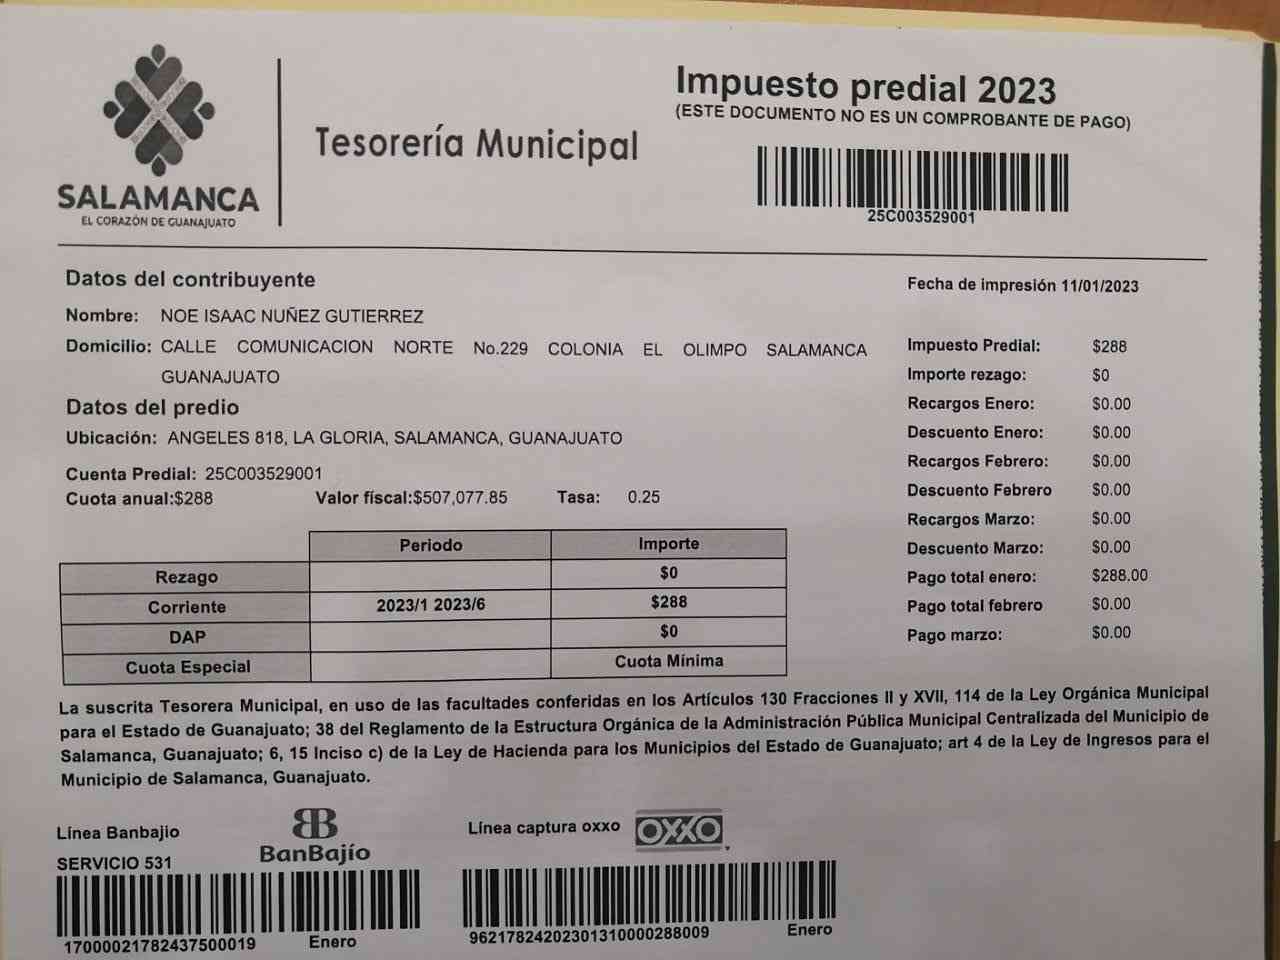 SALAMANCA
EL CORAZÓN DE GUANAJUATO
Tesorería Municipal
Impuesto predial 2023
(ESTE DOCUMENTO NO ES UN COMPROBANTE DE PAGO)
25C003529001
Datos del contribuyente
Nombre: NOE ISAAC NUÑEZ GUTIERREZ
Domicilio: CALLE COMUNICACION NORTE No.229 COLONIA EL OLIMPO SALAMANCA
GUANAJUATO
Datos del predio
Ubicación: ANGELES 818, LA GLORIA, SALAMANCA, GUANAJUATO
Cuenta Predial: 25C003529001
Cuota anual:$288 Valor físcal:$507,077.85 Tasa: 0.25
Fecha de impresión 11/01/2023
Impuesto Predial: $288
Importe rezago: $0
Recargos Enero: $0.00
Descuento Enero: $0.00
Recargos Febrero: $0.00
Descuento Febrero $0.00
Recargos Marzo: $0.00
Descuento Marzo: $0.00
Pago total enero: $288.00
Pago total febrero $0.00
Pago marzo: $0.00
Periodo Importe
Rezago $0
Corriente 2023/1 2023/6 $288
DAP $0
Cuota Especial Cuota Mínima
La suscrita Tesorera Municipal, en uso de las facultades conferidas en los Artículos 130 Fracciones II y XVII, 114 de la Ley Orgánica Municipal
para el Estado de Guanajuato; 38 del Reglamento de la Estructura Orgánica de la Administración Pública Municipal Centralizada del Municipio de
Salamanca, Guanajuato; 6, 15 Inciso c) de la Ley de Hacienda para los Municipios del Estado de Guanajuato; art 4 de la Ley de Ingresos para el
Municipio de Salamanca, Guanajuato.
Línea Banbajio
BanBajío
SERVICIO 531
17000021782437500019 Enero
Línea captura oxxo OXXO
962178242023013100002880​09 Enero